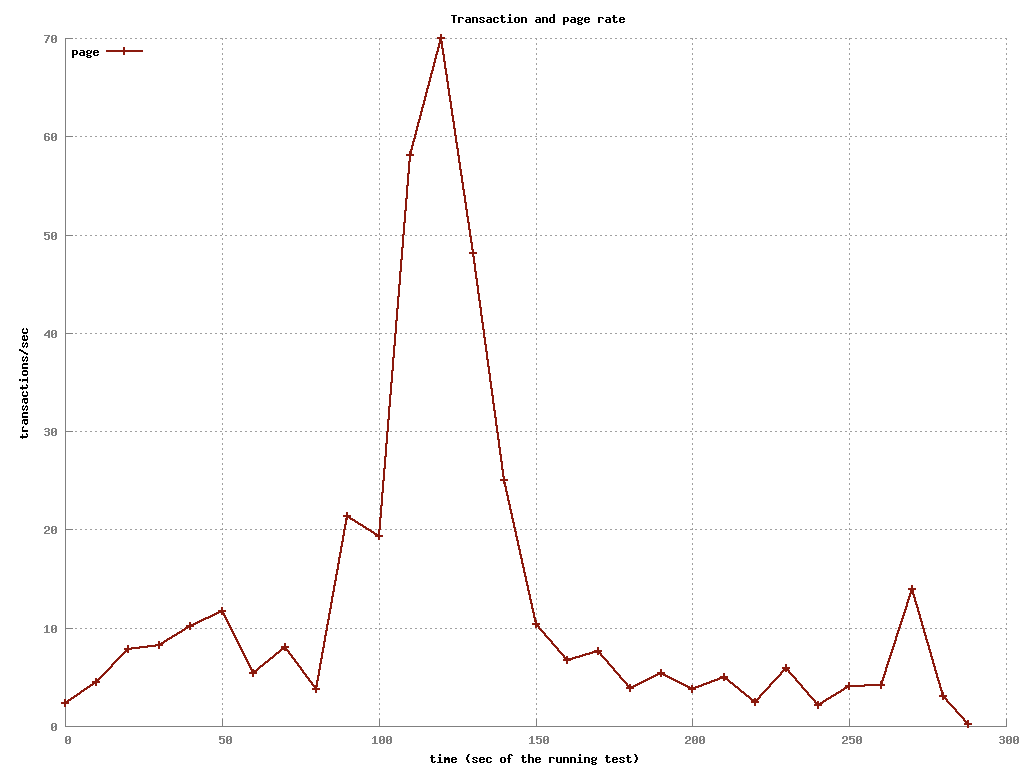 Transaction and page rate
page
70
60
50
40
30
20
10
0
transactions/sec
0 50 100 150 200 250 300
time (sec of the running test)